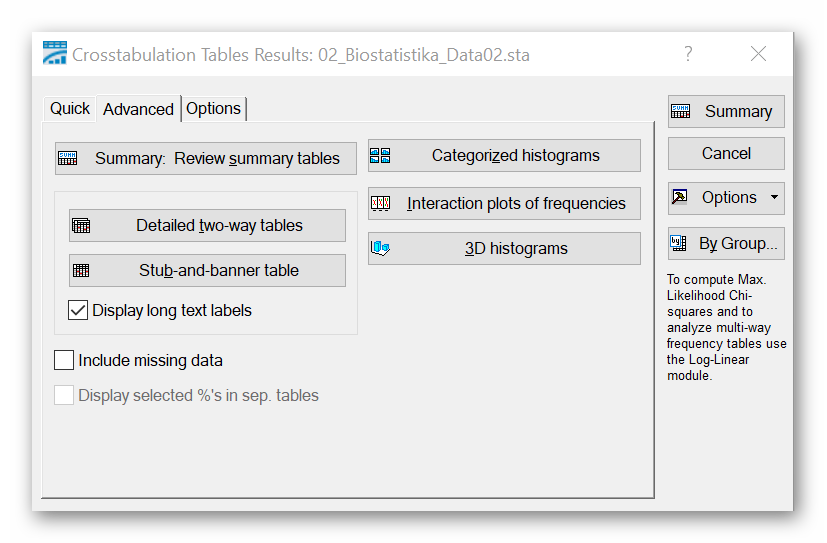 Crosstabulation Tables Results: 02_Biostatistika_Data02.sta
?
Quick
Advanced
Options
Summary: Review summary tables
Detailed two-way tables
Stub-and-banner table
Display long text labels
Include missing data
Display selected %'s in sep. tables
Categorized histograms
Interaction plots of frequencies
3D histograms
Summary
Cancel
Options
By Group...
To compute Max.
Likelihood Chi-
squares and to
analyze multi-way
frequency tables use
the Log-Linear
module.